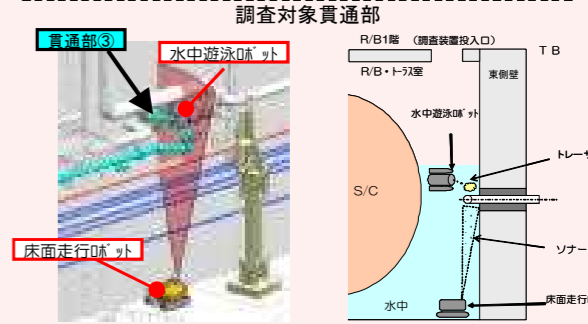 調査対象貫通部
貫通部③
水中遊泳ﾛﾎﾞｯﾄ
床面走行ﾛﾎﾞｯﾄ
R/B1階 （調査装置投入口）
T B
R/B・ﾄｰﾗｽ室
東側壁
水中遊泳ﾛﾎﾞｯﾄ
ﾄﾚｰｻ
S/C
ｿﾅｰ
床面走行
水中